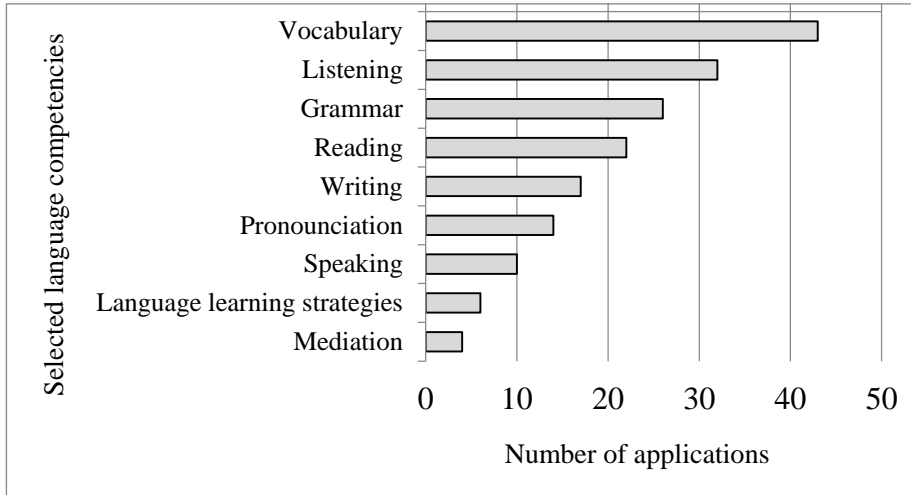 Selected language competencies
Vocabulary
Listening
Grammar
Reading
Writing
Pronounciation
Speaking
Language learning strategies
Mediation
0 10 20 30 40 50
Number of applications